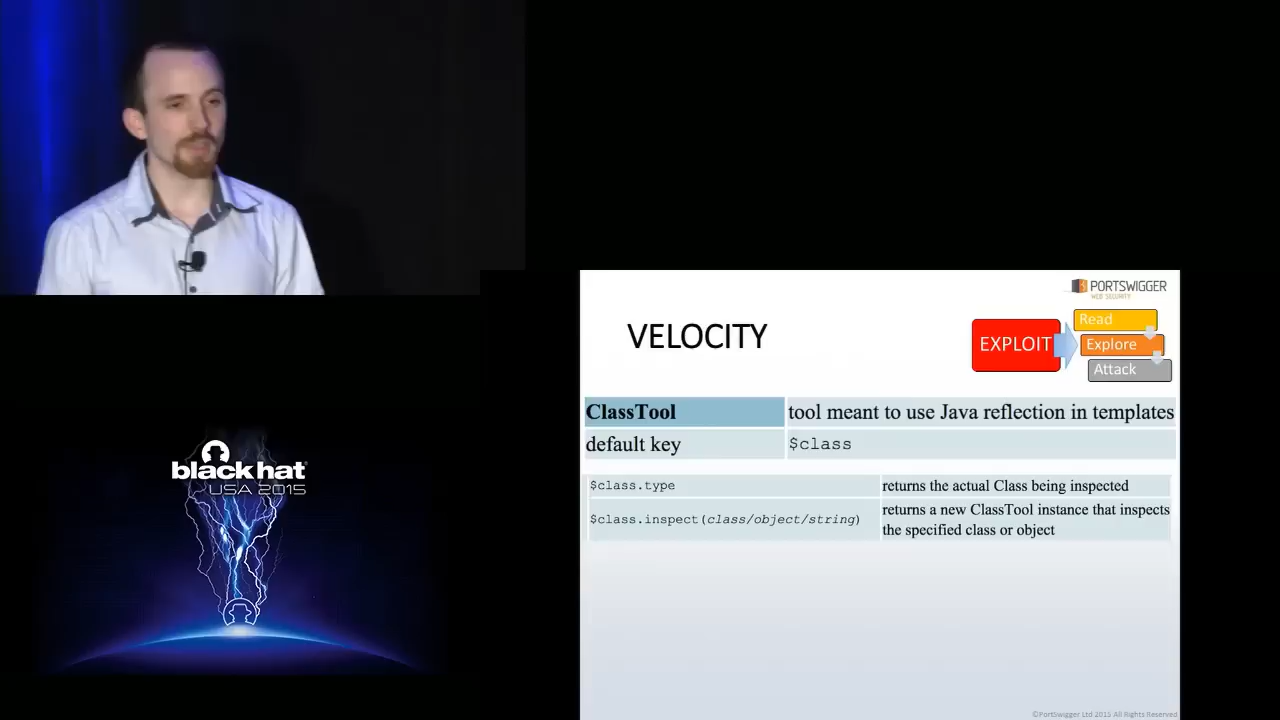 PORTSWIGGER
WEB SECURITY
VELOCITY
EXPLOIT
Read
Explore
Attack
ClassTool tool meant to use Java reflection in templates
default key $class
$class.type returns the actual Class being inspected
$class.inspect(class/object/string) returns a new ClassTool instance that inspects
the specified class or object
black hat
USA 2015
©PortSwigger Ltd 2015 All Rights Reserved